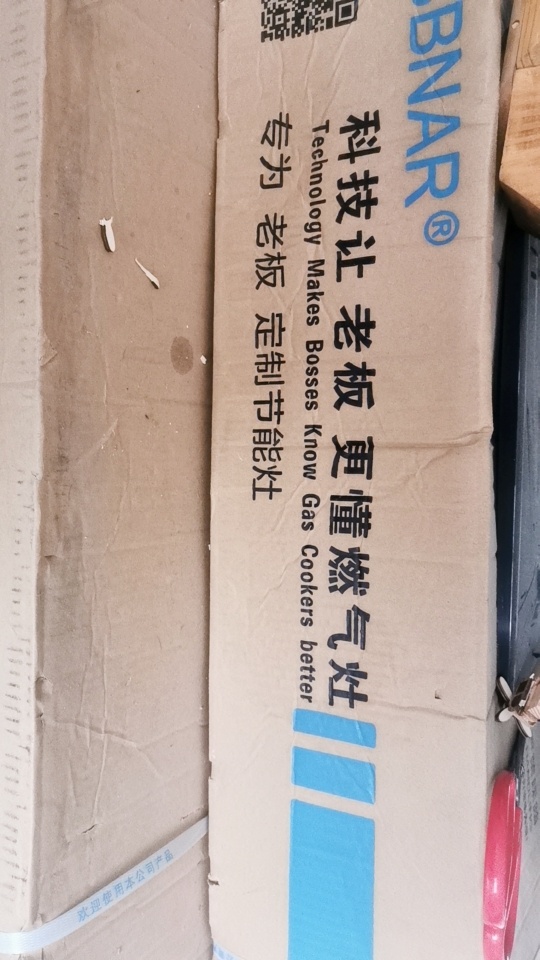 BNAR®
科技让 老板 更懂燃气灶
Technology Makes Bosses Know Gas Cookers better
专为 老板 定制节能灶
欢迎使用本公司产品